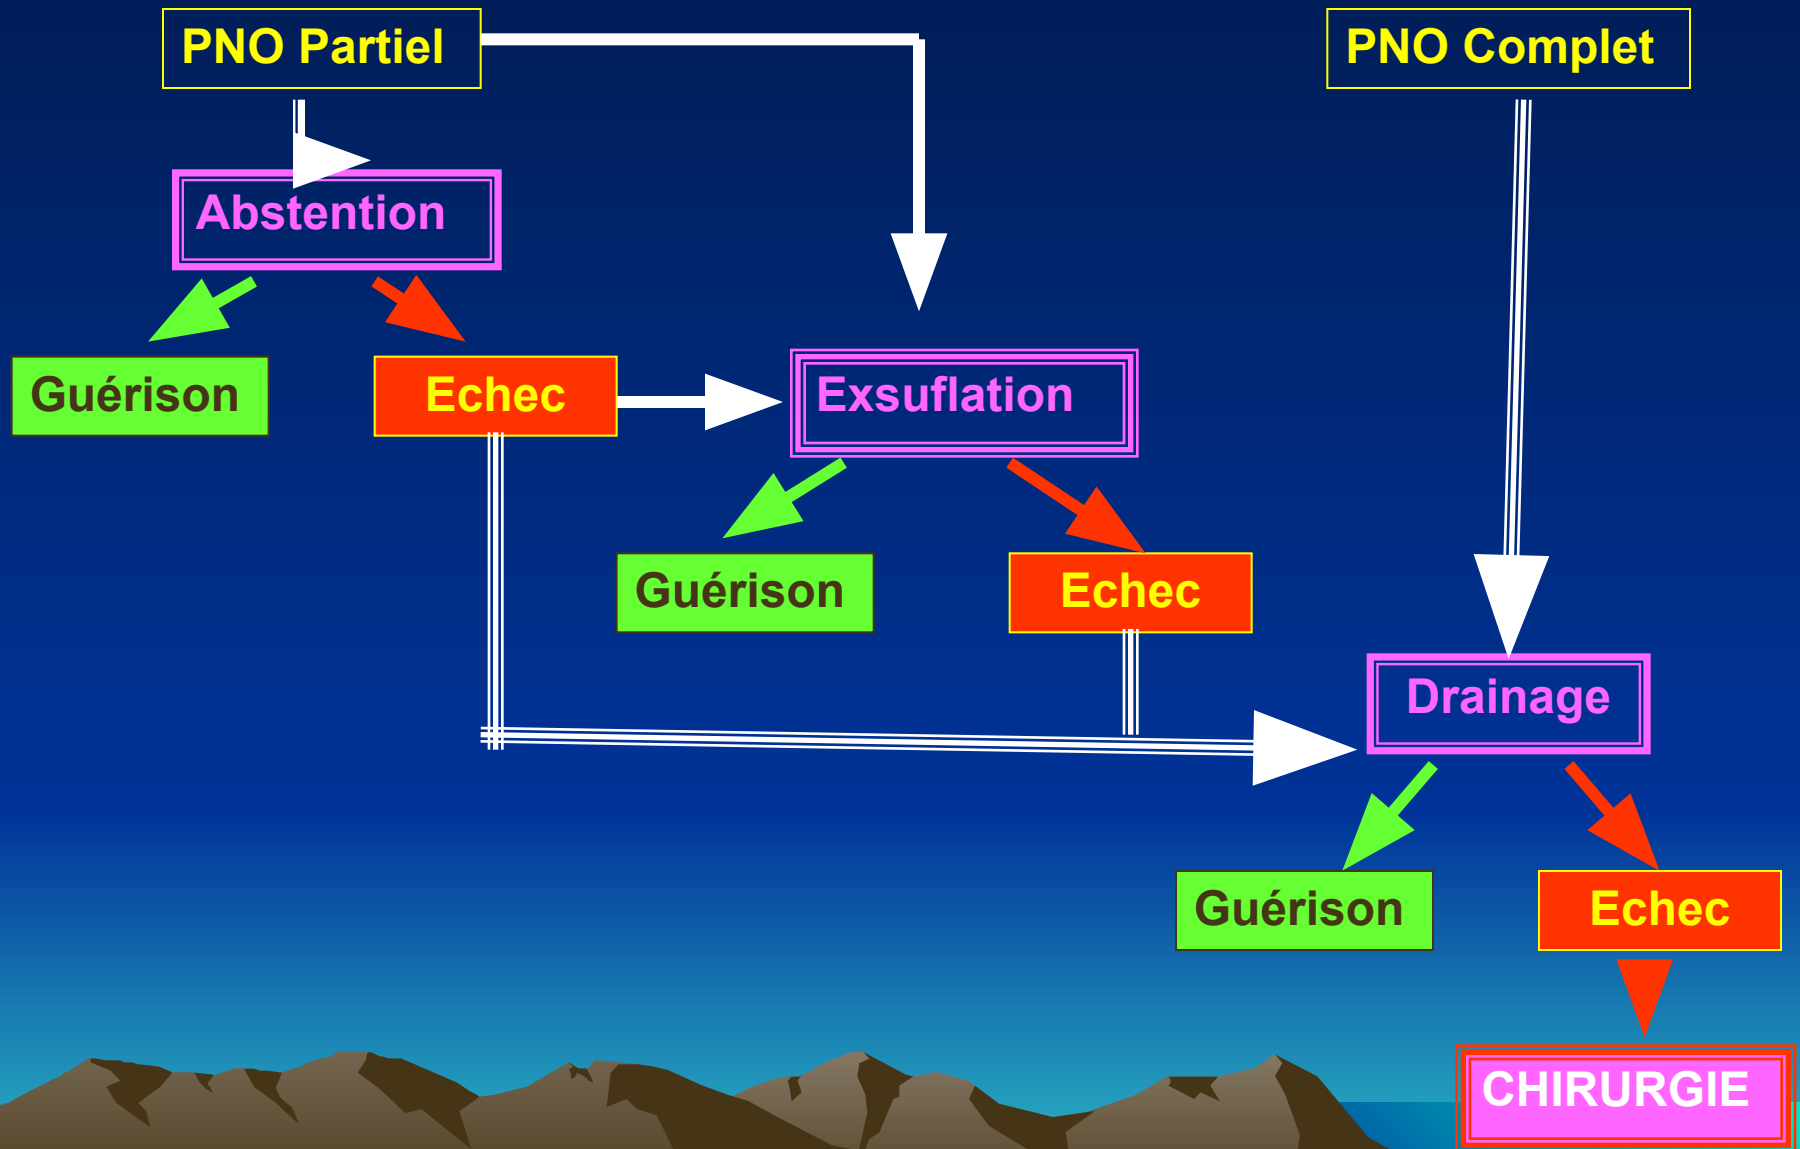 PNO Partiel
PNO Complet
Abstention
Guérison
Echec
Exsuflation
Guérison
Echec
Drainage
Guérison
Echec
CHIRURGIE